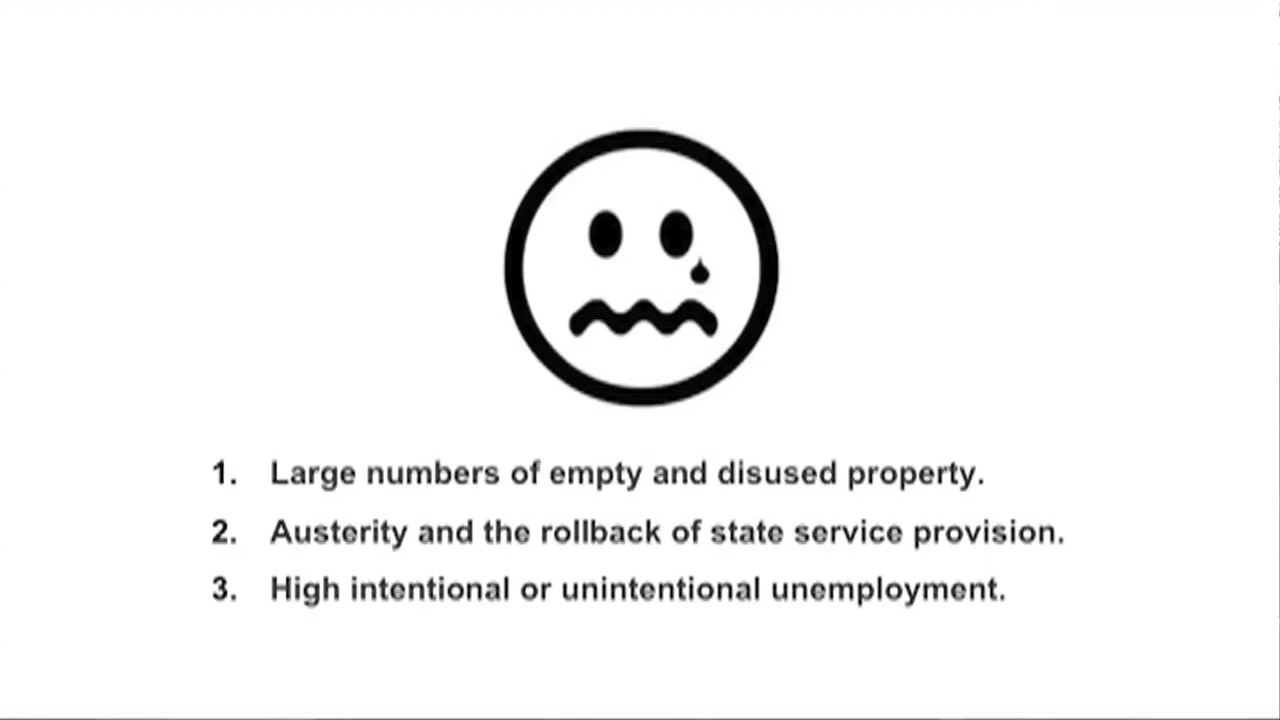 1. Large numbers of empty and disused property.
2. Austerity and the rollback of state service provision.
3. High intentional or unintentional unemployment.